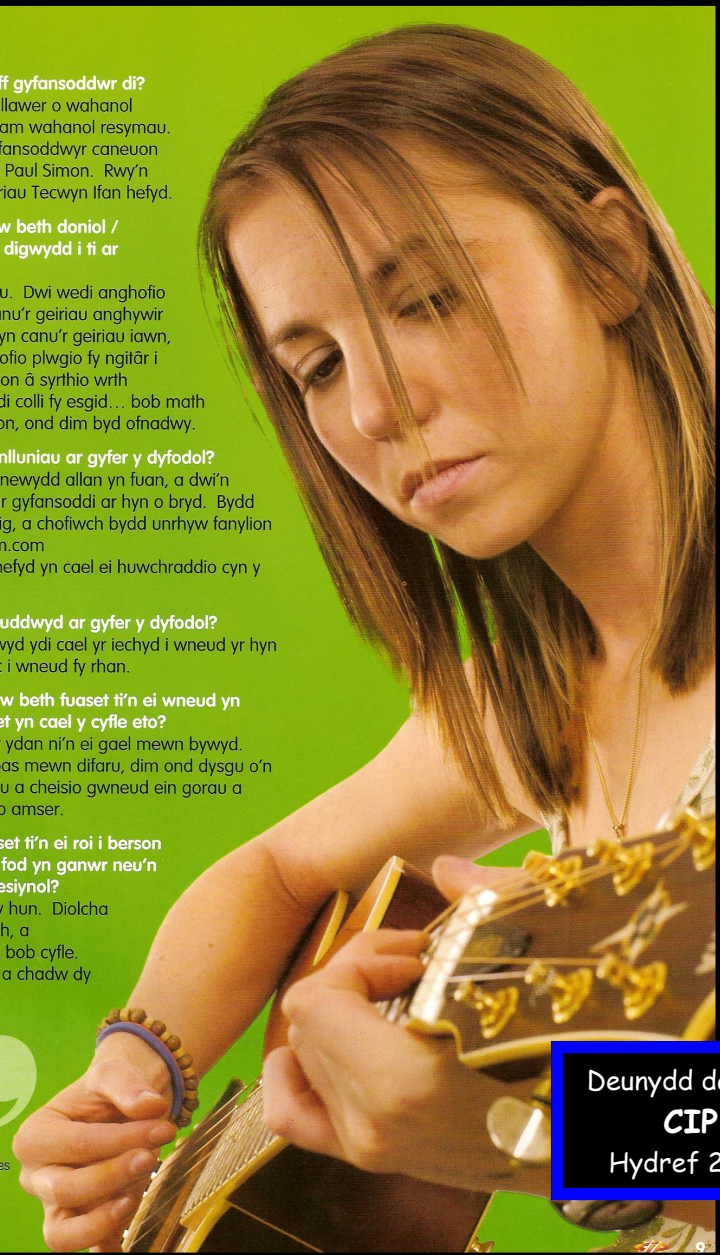 ff gyfansoddwr di?
llawer o wahanol
am wahanol resymau.
fansoddwyr caneuon
Paul Simon. Rwy'n
riau Tecwyn Ifan hefyd.
w beth doniol /
digwydd i ti ar
u. Dwi wedi anghofio
anu'r geiriau anghywir
yn canu'r geiriau iawn,
ofio plwgio fy ngitâr i
on â syrthio wrth
di colli fy esgid... bob math
on, ond dim byd ofnadwy.
nlluniau ar gyfer y dyfodol?
newydd allan yn fuan, a dwi'n
r gyfansoddi ar hyn o bryd. Bydd
ig, a chofiwch bydd unrhyw fanylion
n.com
hefyd yn cael ei huwchraddio cyn y
uddwyd ar gyfer y dyfodol?
wyd ydi cael yr iechyd i wneud yr hyn
t i wneud fy rhan.
w beth fuaset ti'n ei wneud yn
et yn cael y cyfle eto?
ydan ni'n ei gael mewn bywyd.
pas mewn difaru, dim ond dysgu o'n
u a cheisio gwneud ein gorau a
o amser.
set ti'n ei roi i berson
fod yn ganwr neu'n
esiynol?
y hun. Diolcha
h, a
bob cyfle.
a chadw dy
es
Deunydd d
CIP
Hydref 2
9